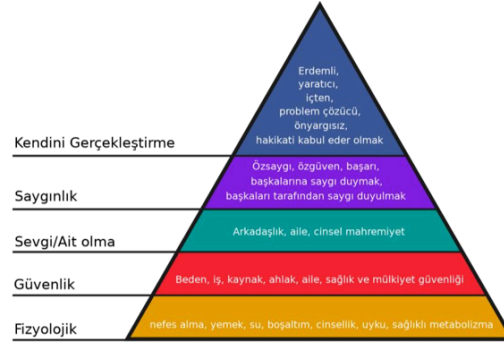 Erdemli,
yaratıcı,
içten,
problem çözücü,
önyargısız,
hakikati kabul eder olmak
Kendini Gerçekleştirme
Özsaygı, özgüven, başarı,
başkalarına saygı duymak,
başkaları tarafından saygı duyulmak
Saygınlık
Arkadaşlık, aile, cinsel mahremiyet
Sevgi/Ait olma
Beden, iş, kaynak, ahlak, aile, sağlık ve mülkiyet güvenliği
Güvenlik
nefes alma, yemek, su, boşaltım, cinsellik, uyku, sağlıklı metabolizma
Fizyolojik